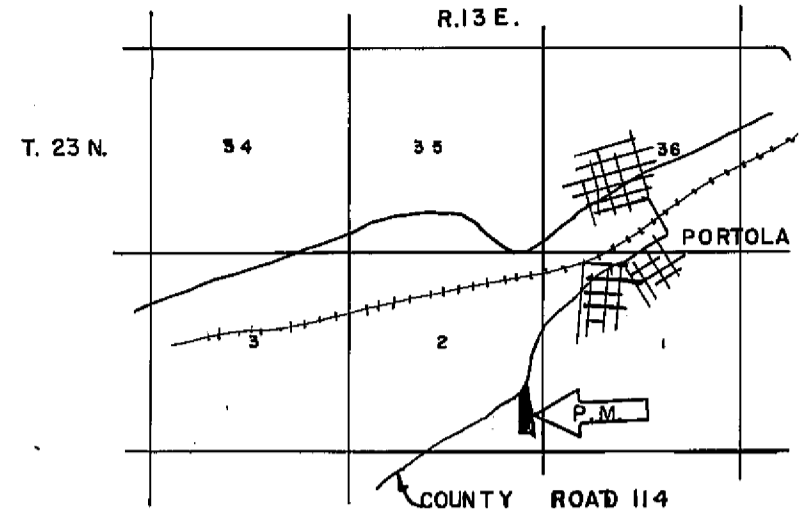 R.13 E.
T. 23 N.
34
35
36
PORTOLA
3
2
1
P.M.
COUNTY ROAD 114